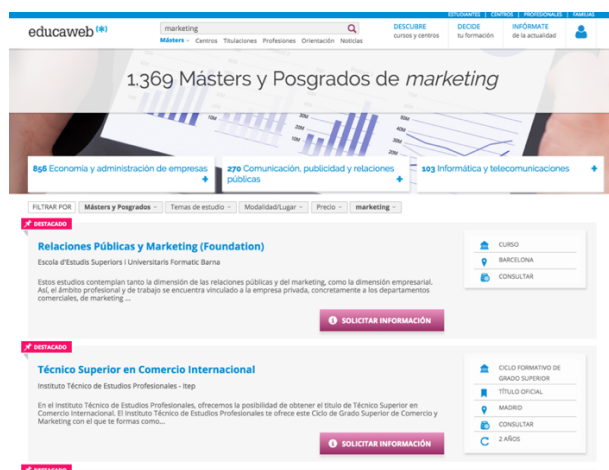 ESTUDIANTES | CENTROS | PROFESIONALES | FAMILIAS
educaweb (*)
marketing
Másters Centros Titulaciones Profesiones Orientación Noticias
DESCUBRE
cursos y centros
DECIDE
tu formación
INFÓRMATE
de la actualidad
1.369 Másters y Posgrados de marketing
856 Economía y administración de empresas
+
270 Comunicación, publicidad y relaciones
públicas
+
103 Informática y telecomunicaciones
+
FILTRAR POR Másters y Posgrados Temas de estudio Modalidad/Lugar Precio marketing
DESTACADO
Relaciones Públicas y Marketing (Foundation)
Escola d'Estudis Superiors i Universitaris Formatic Barna
Estos estudios contemplan tanto la dimensión de las relaciones públicas y del marketing, como la dimensión empresarial.
Así, el ámbito profesional y de trabajo se encuentra vinculado a la empresa privada, concretamente a los departamentos
comerciales, de marketing ...
SOLICITAR INFORMACIÓN
CURSO
BARCELONA
CONSULTAR
DESTACADO
Técnico Superior en Comercio Internacional
Instituto Técnico de Estudios Profesionales - Itep
En el Instituto Técnico de Estudios Profesionales, ofrecemos la posibilidad de obtener el titulo de Técnico Superior en
Comercio Internacional. El Instituto Técnico de Estudios Profesionales te ofrece este Ciclo de Grado Superior de Comercio y
Marketing con el que te formas como...
SOLICITAR INFORMACIÓN
CICLO FORMATIVO DE
GRADO SUPERIOR
TÍTULO OFICIAL
MADRID
CONSULTAR
2 AÑOS
DESTACADO